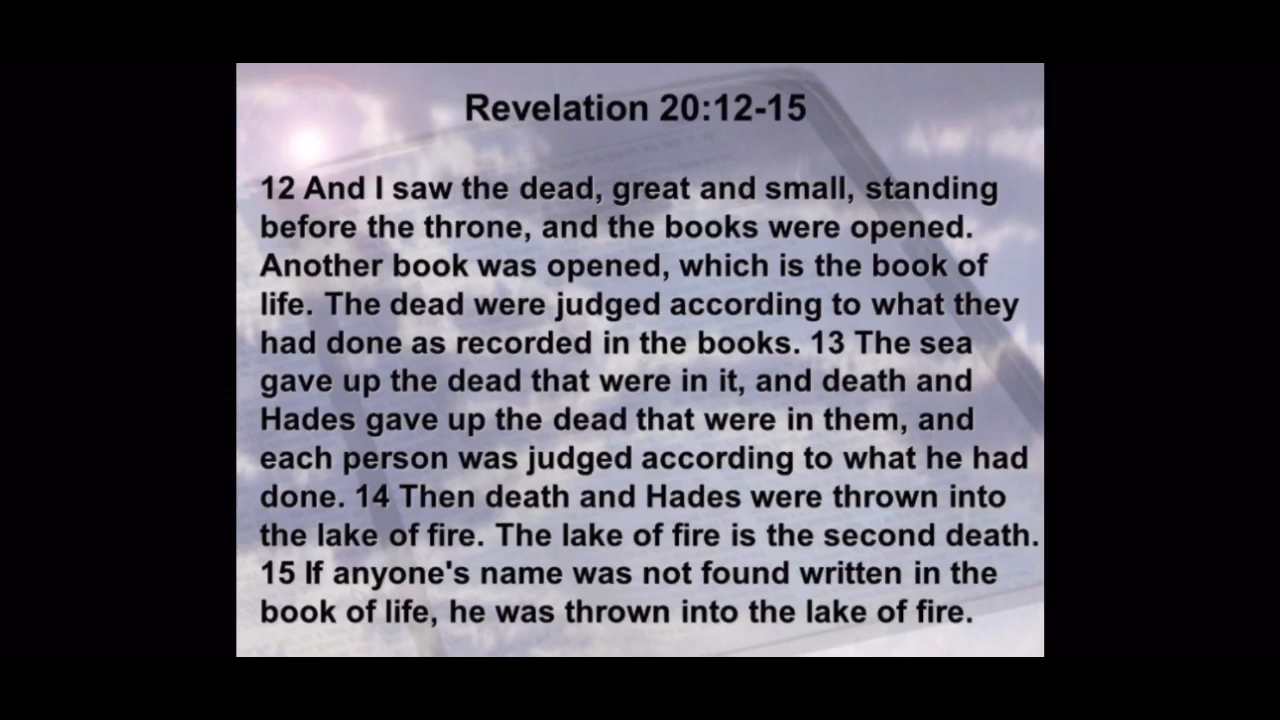 Revelation 20:12-15
12 And I saw the dead, great and small, standing
before the throne, and the books were opened.
Another book was opened, which is the book of
life. The dead were judged according to what they
had done as recorded in the books. 13 The sea
gave up the dead that were in it, and death and
Hades gave up the dead that were in them, and
each person was judged according to what he had
done. 14 Then death and Hades were thrown into
the lake of fire. The lake of fire is the second death.
15 If anyone's name was not found written in the
book of life, he was thrown into the lake of fire.